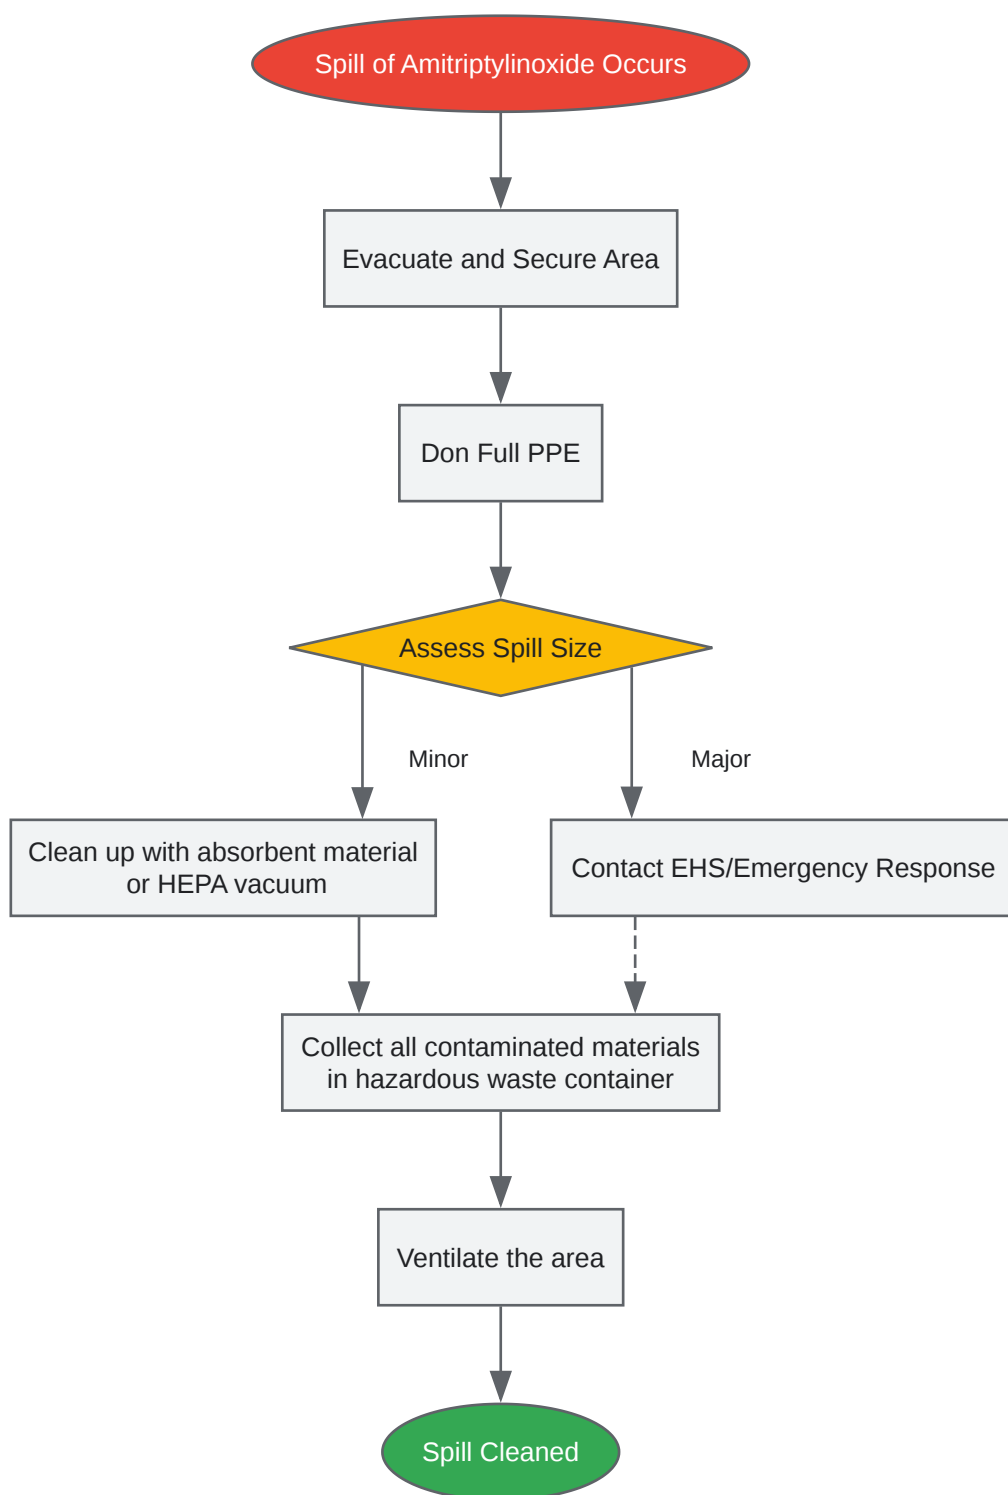 Spill of Amitriptylinoxide Occurs
Evacuate and Secure Area
Don Full PPE
Assess Spill Size
Minor
Major
Clean up with absorbent material
or HEPA vacuum
Contact EHS/Emergency Response
Collect all contaminated materials
in hazardous waste container
Ventilate the area
Spill Cleaned